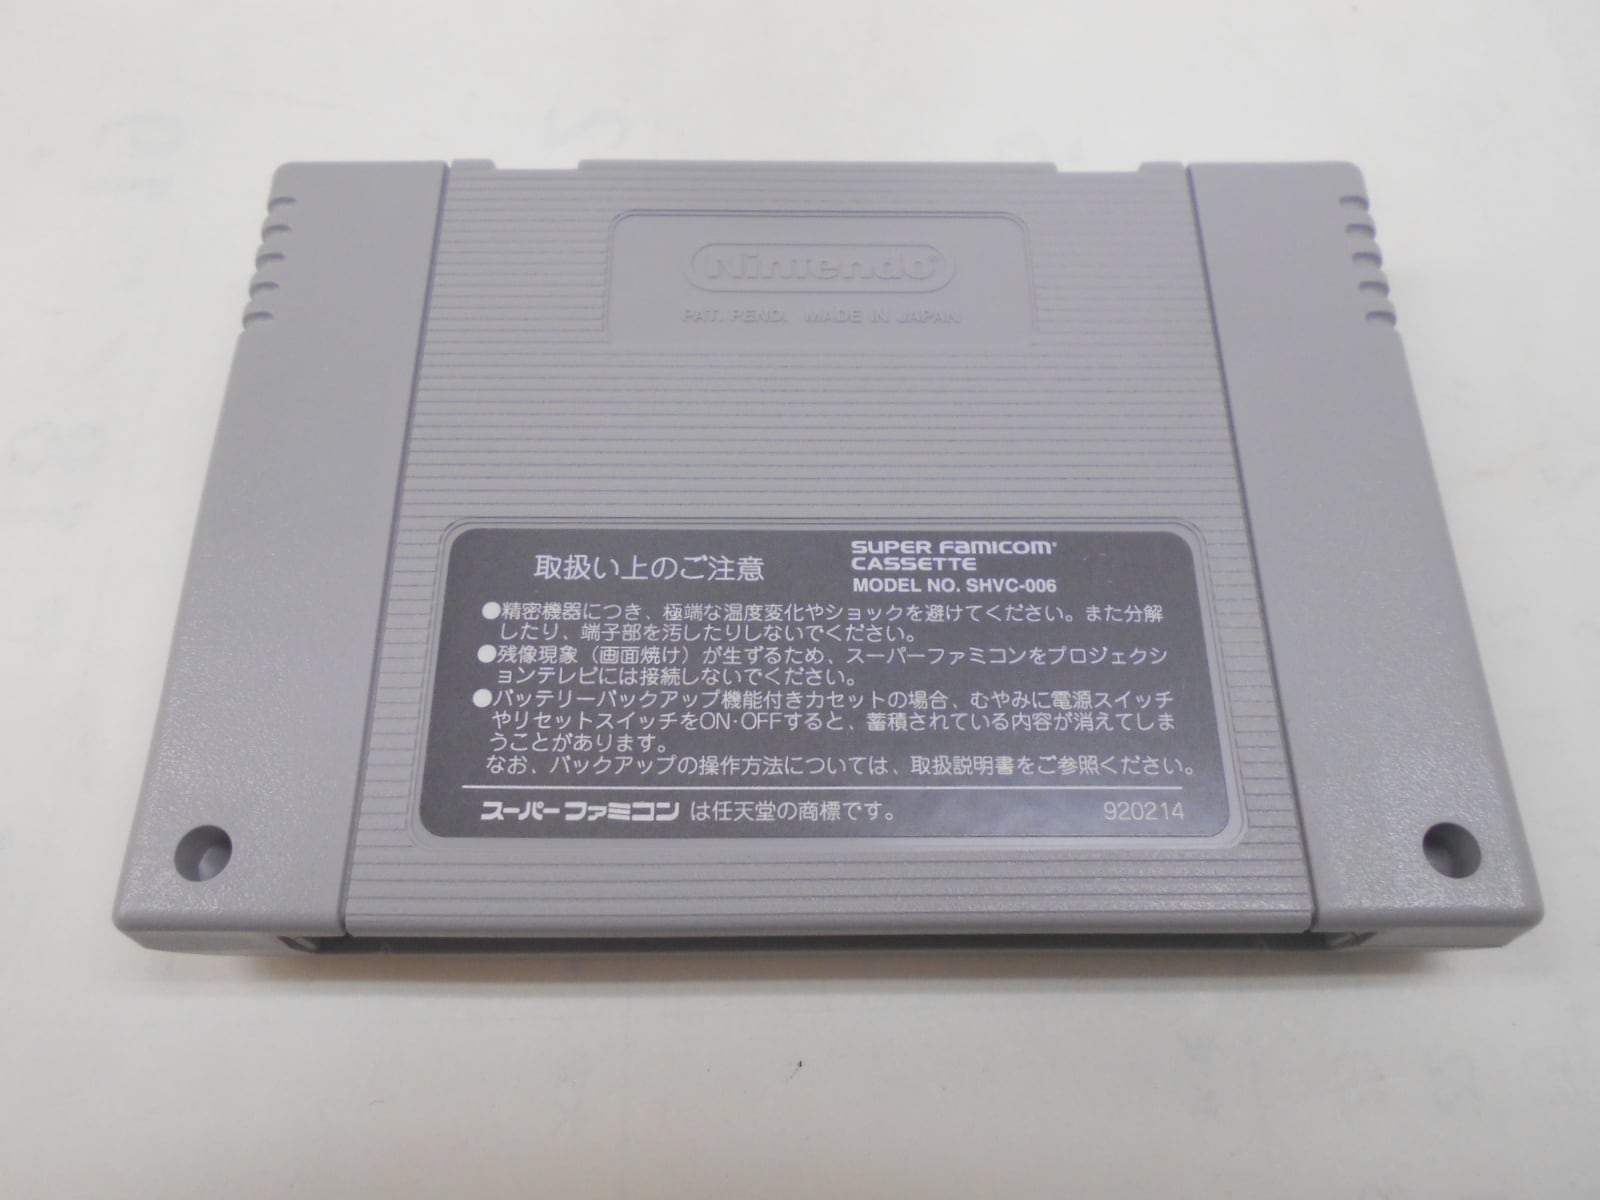 Nintendo®
PAT. PEND. MADE IN JAPAN
取扱い上のご注意
SUPER FAMICOM
CASSETTE
MODEL NO. SHVC-006
●精密機器につき、極端な温度変化やショックを避けてください。また分解
したり、端子部を汚したりしないでください。
●残像現象（画面焼け）が生ずるため、スーパーファミコンをプロジェクシ
ョンテレビには接続しないでください。
●バッテリーバックアップ機能付きカセットの場合、むやみに電源スイッチ
やリセットスイッチをON·OFFすると、蓄積されている内容が消えてしま
うことがあります。
なお、バックアップの操作方法については、取扱説明書をご参照ください。
スーパーファミコン は任天堂の商標です。 920214